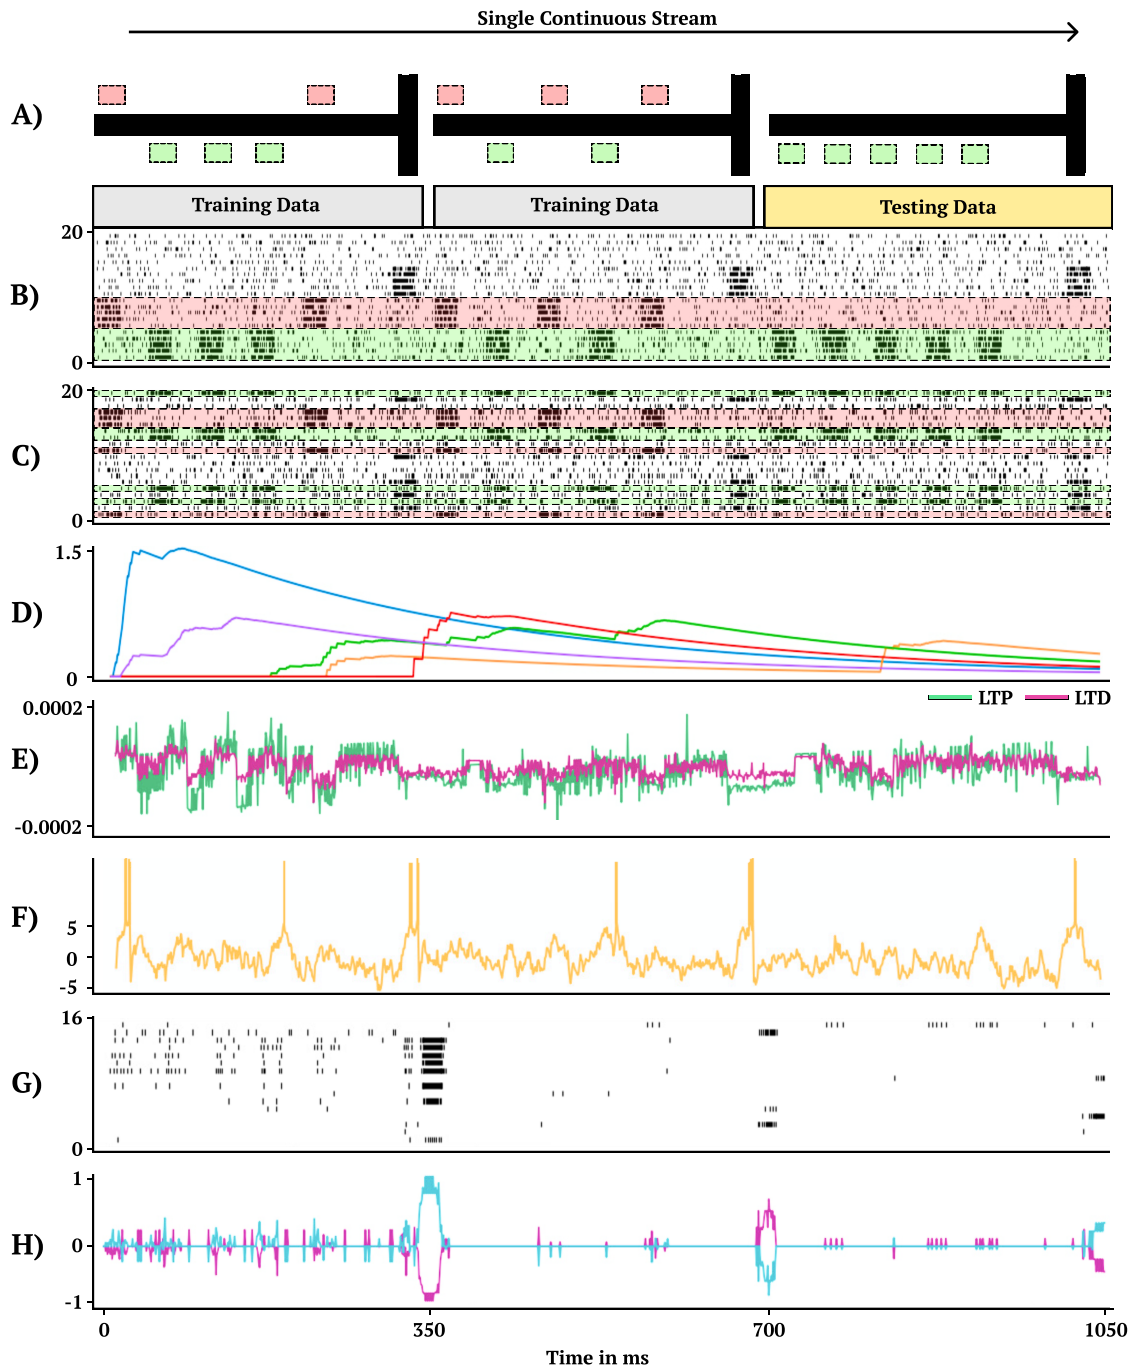 Single Continuous Stream
A)
Training Data
Training Data
Testing Data
20
B)
0
20
C)
0
1.5
D)
0
LTP
LTD
0.0002
E)
-0.0002
F)
5
0
-5
16
G)
0
1
H)
0
-1
0
350
700
1050
Time in ms